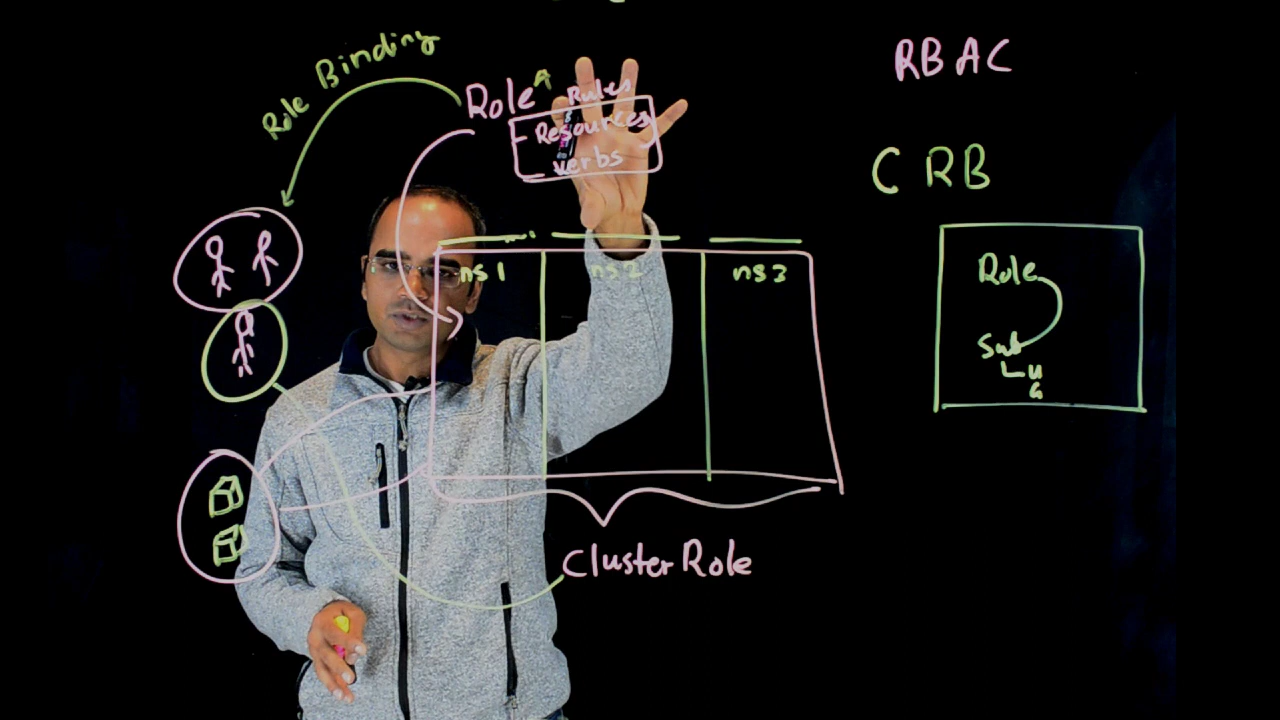 Role Binding
Role
Rules
Resources
verbs
RBAC
CRB
ns1
ns2
ns3
Role
Sub
U
G
Cluster Role